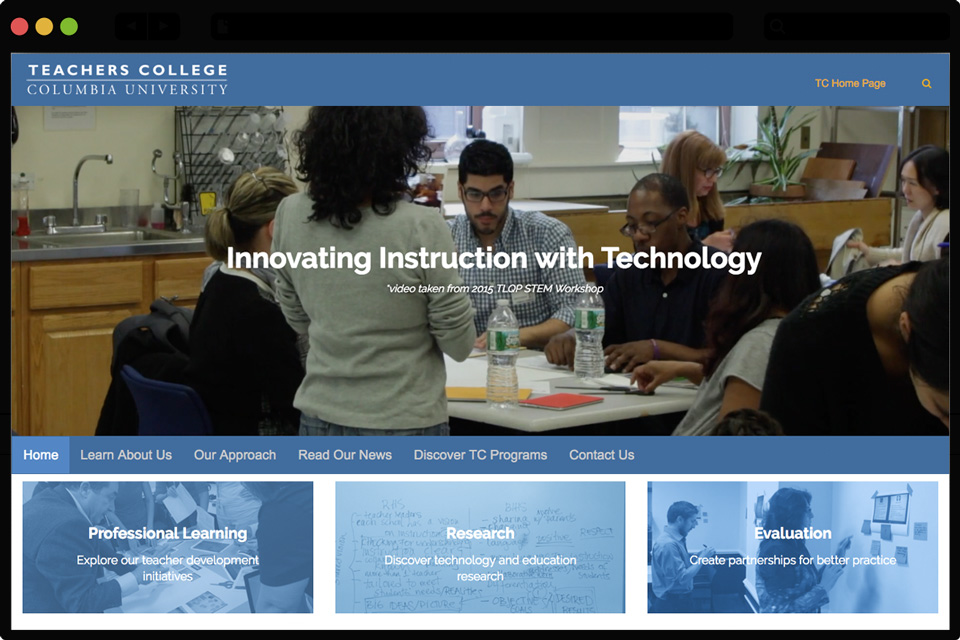 TEACHERS COLLEGE
COLUMBIA UNIVERSITY
TC Home Page
Innovating Instruction with Technology
*video taken from 2015 TLQP STEM Workshop
Home
Learn About Us
Our Approach
Read Our News
Discover TC Programs
Contact Us
Professional Learning
Explore our teacher development
initiatives
Research
Discover technology and education
research
Evaluation
Create partnerships for better practice